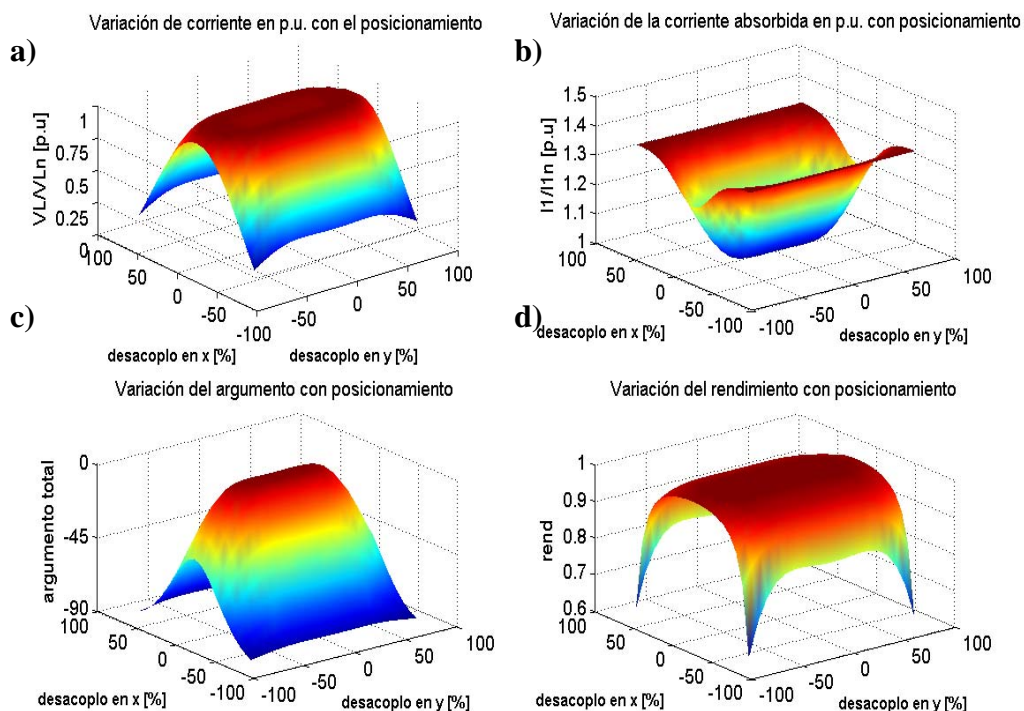 Variación de corriente en p.u. con el posicionamiento
a)
VL/VLn [p.u]
1
0.75
0.5
0.25
0
100
50
0
-50
-100
-100
-50
0
50
100
desacoplo en x [%]
desacoplo en y [%]
Variación de la corriente absorbida en p.u. con posicionamiento
b)
I1/I1n [p.u]
1.5
1.4
1.3
1.2
1.1
1
100
50
0
-50
-100
-100
-50
0
50
100
desacoplo en x [%]
desacoplo en y [%]
c)
Variación del argumento con posicionamiento
argumento total
0
-45
-90
100
50
0
-50
-100
-100
-50
0
50
100
desacoplo en x [%]
desacoplo en y [%]
d)
Variación del rendimiento con posicionamiento
rend
1
0.9
0.8
0.7
0.6
100
50
0
-50
-100
-100
-50
0
50
100
desacoplo en x [%]
desacoplo en y [%]